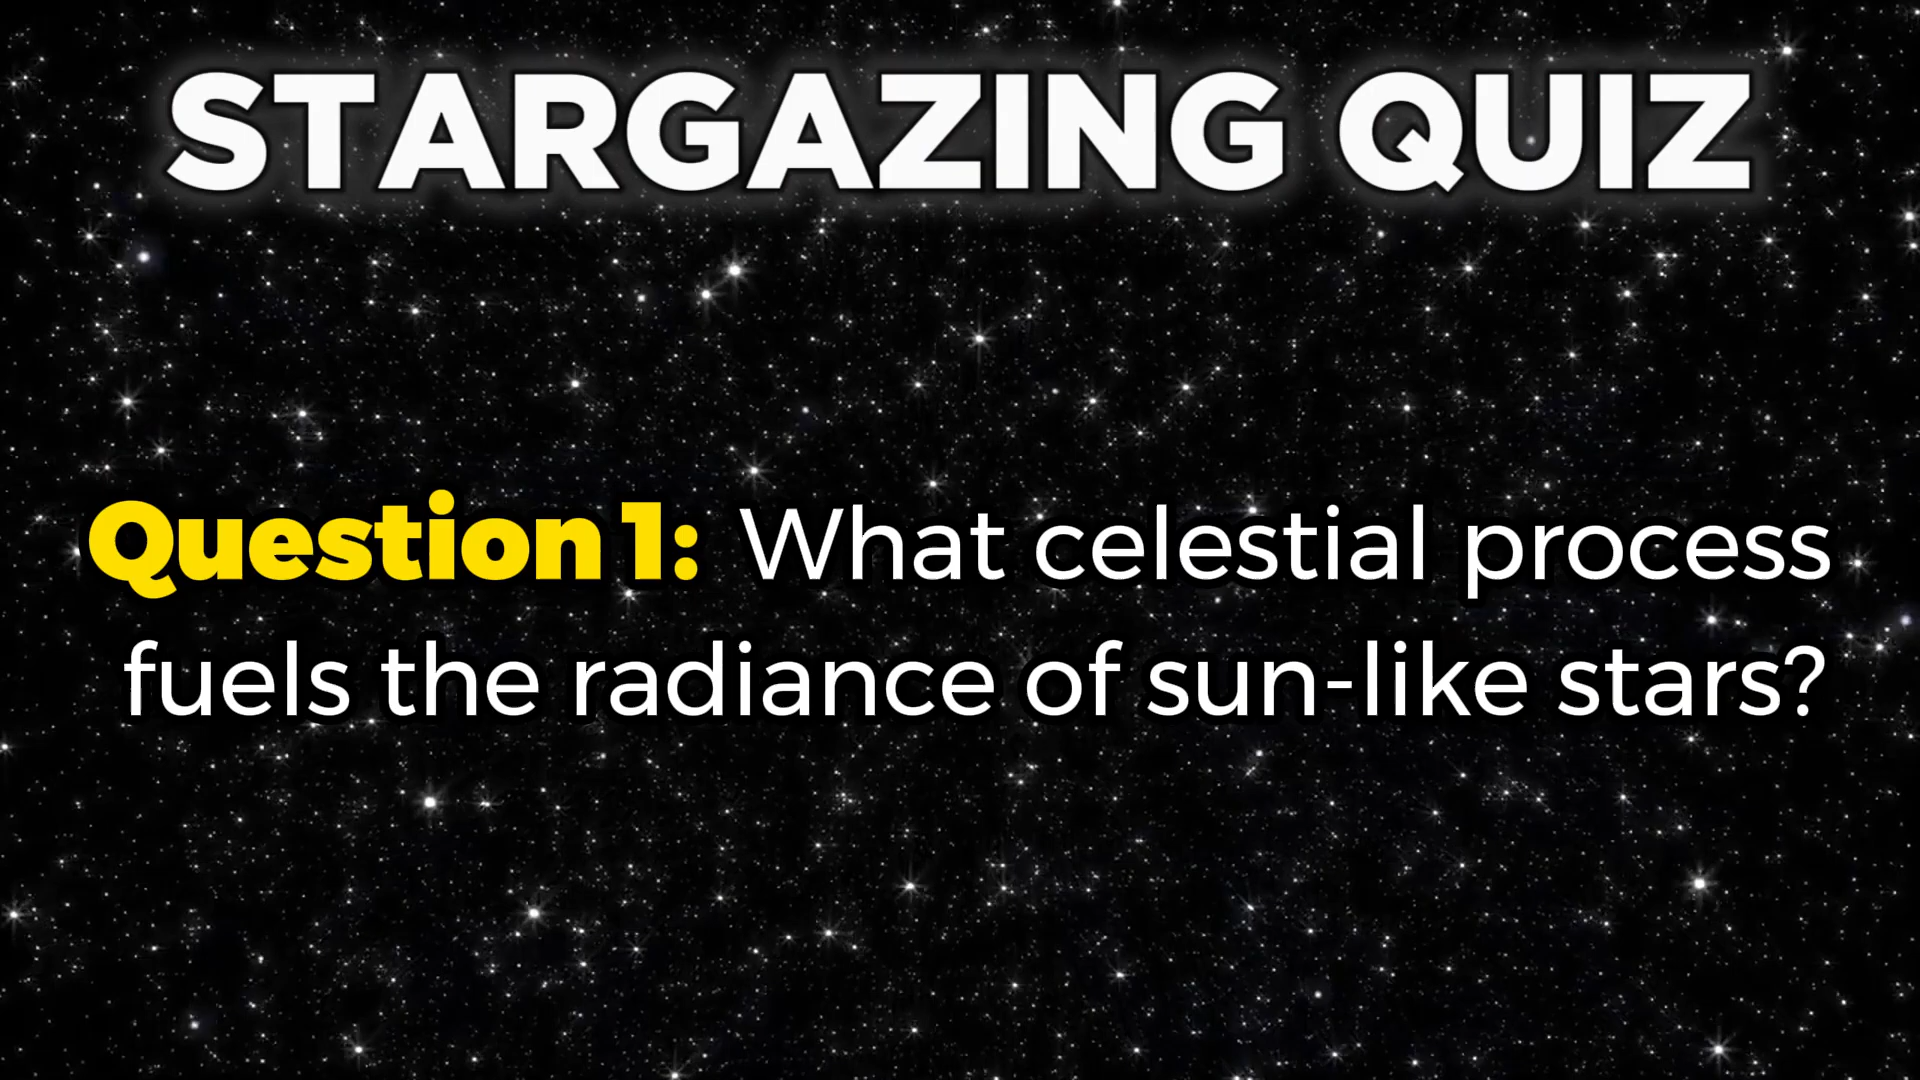 STARGAZING QUIZ
Question 1: What celestial process
fuels the radiance of sun-like stars?